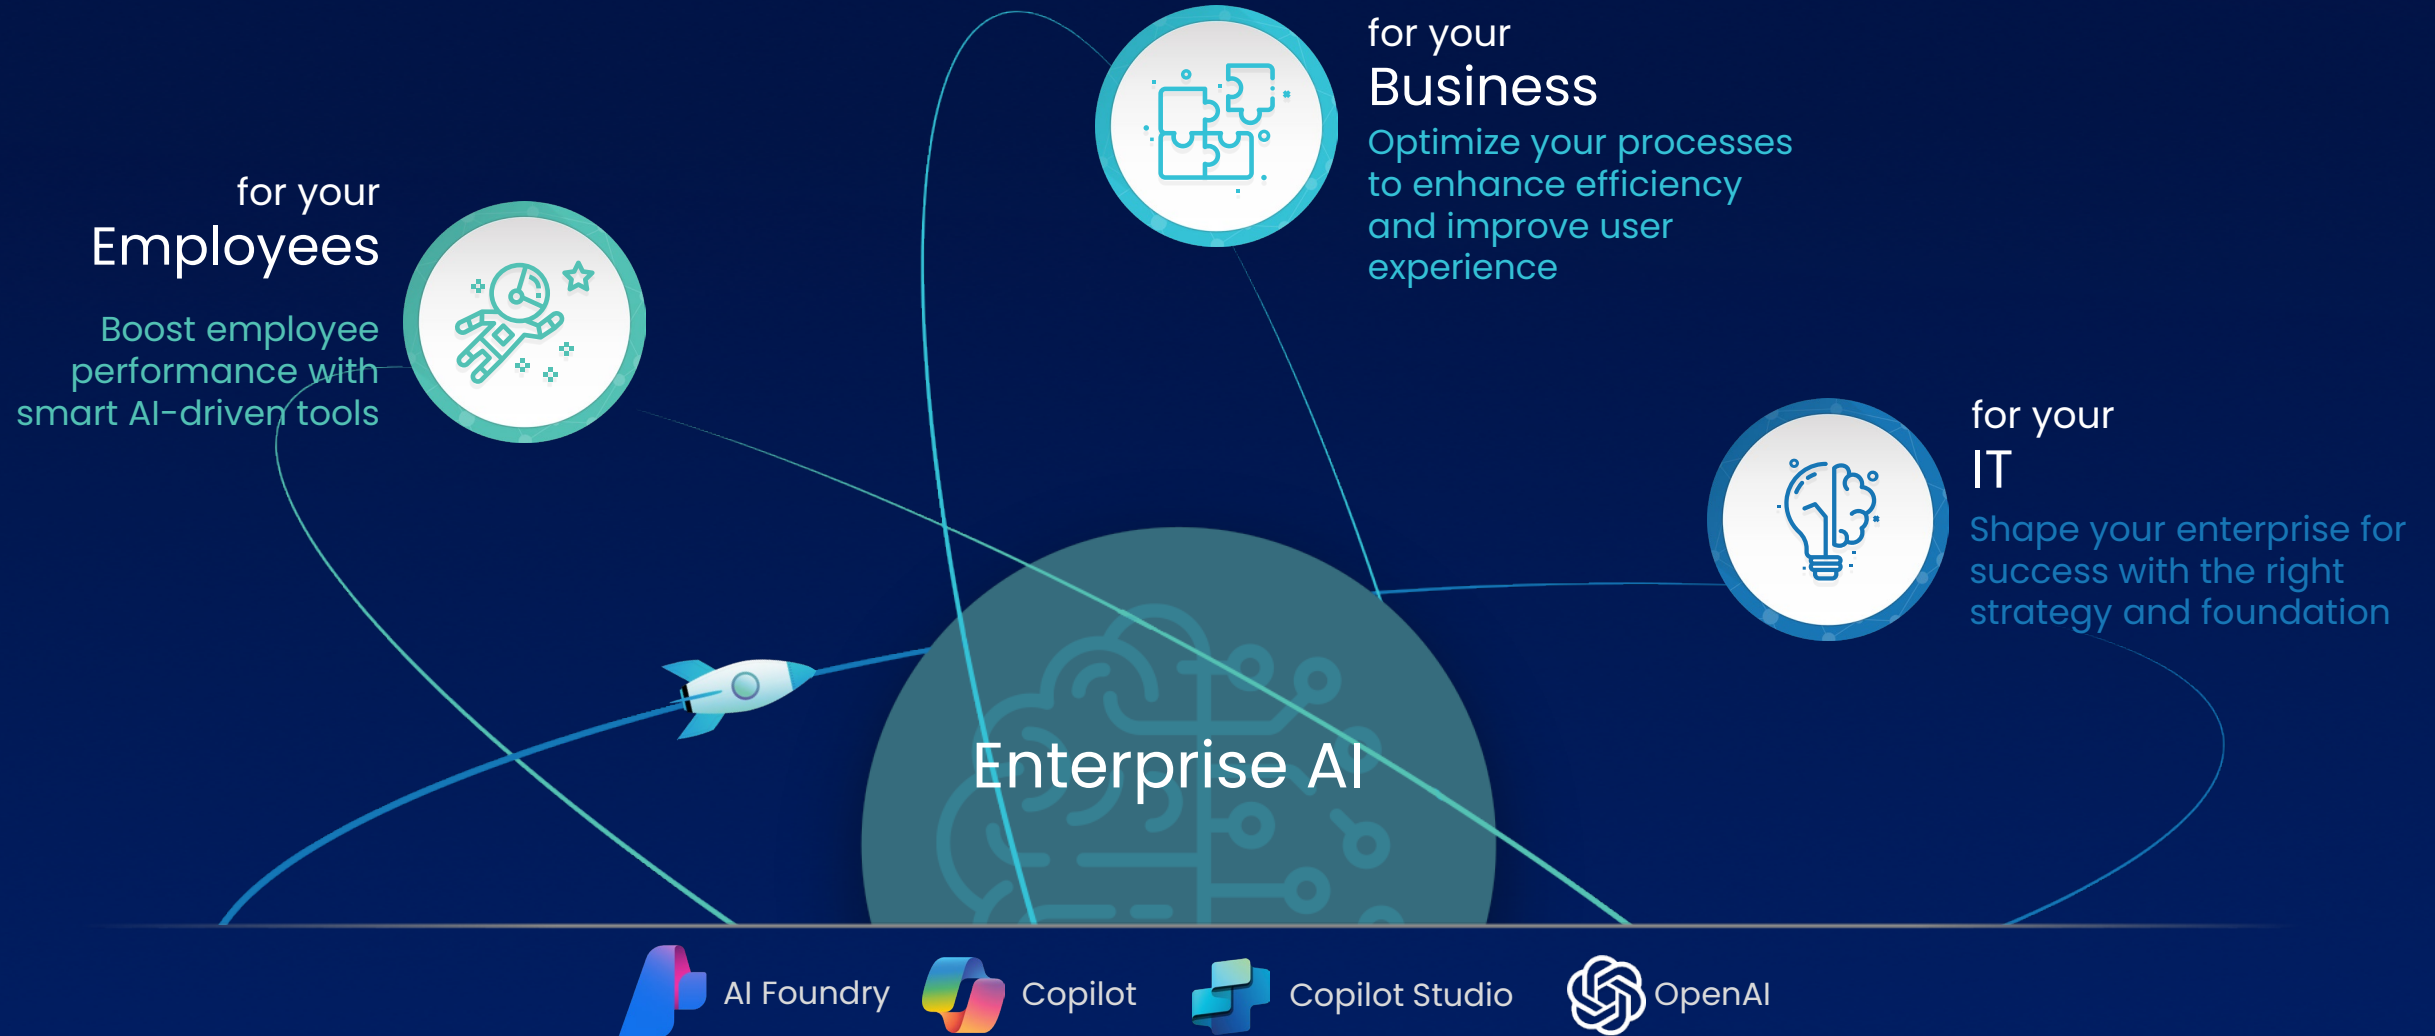 for your
Employees
Boost employee
performance with
smart AI-driven tools
for your
Business
Optimize your processes
to enhance efficiency
and improve user
experience
for your
IT
Shape your enterprise for
success with the right
strategy and foundation
Enterprise AI
AI Foundry
Copilot
Copilot Studio
OpenAI